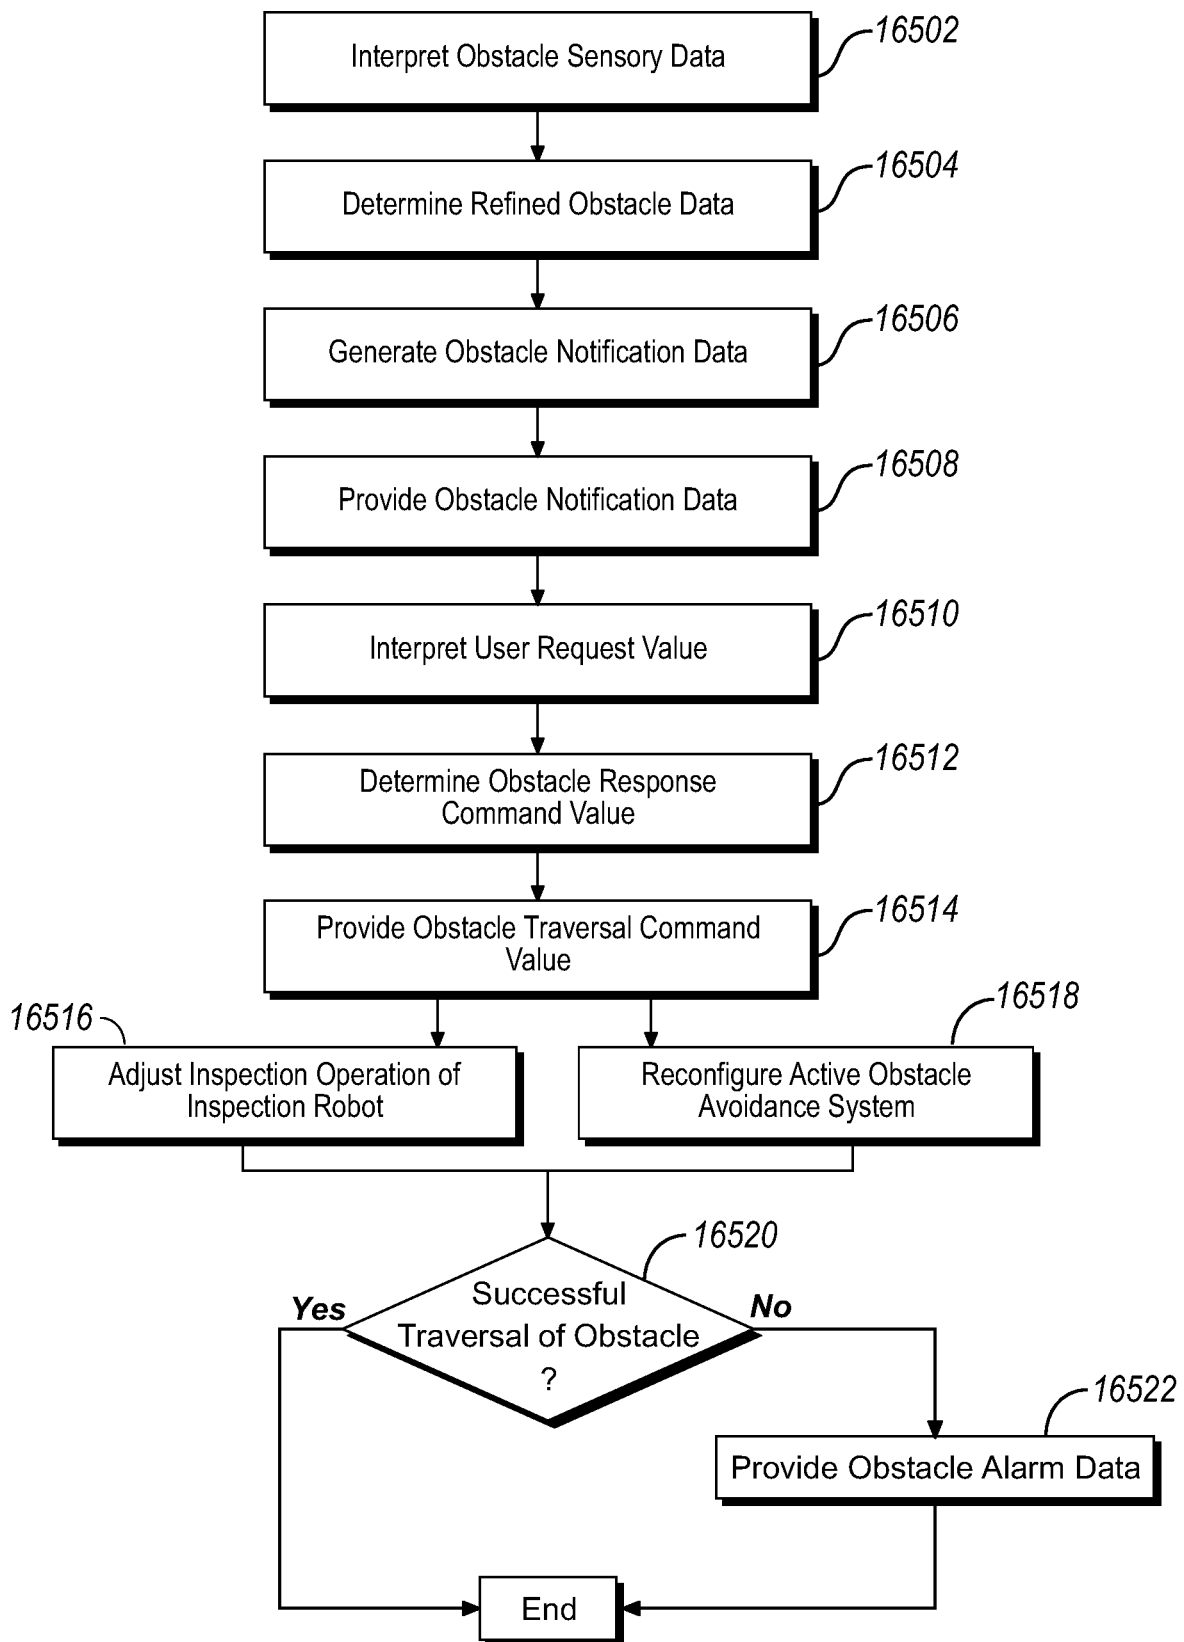 Interpret Obstacle Sensory Data
16502
Determine Refined Obstacle Data
16504
Generate Obstacle Notification Data
16506
Provide Obstacle Notification Data
16508
Interpret User Request Value
16510
Determine Obstacle Response
Command Value
16512
Provide Obstacle Traversal Command
Value
16514
16516
Adjust Inspection Operation of
Inspection Robot
16518
Reconfigure Active Obstacle
Avoidance System
16520
Successful
Traversal of Obstacle
?
Yes
No
16522
Provide Obstacle Alarm Data
End